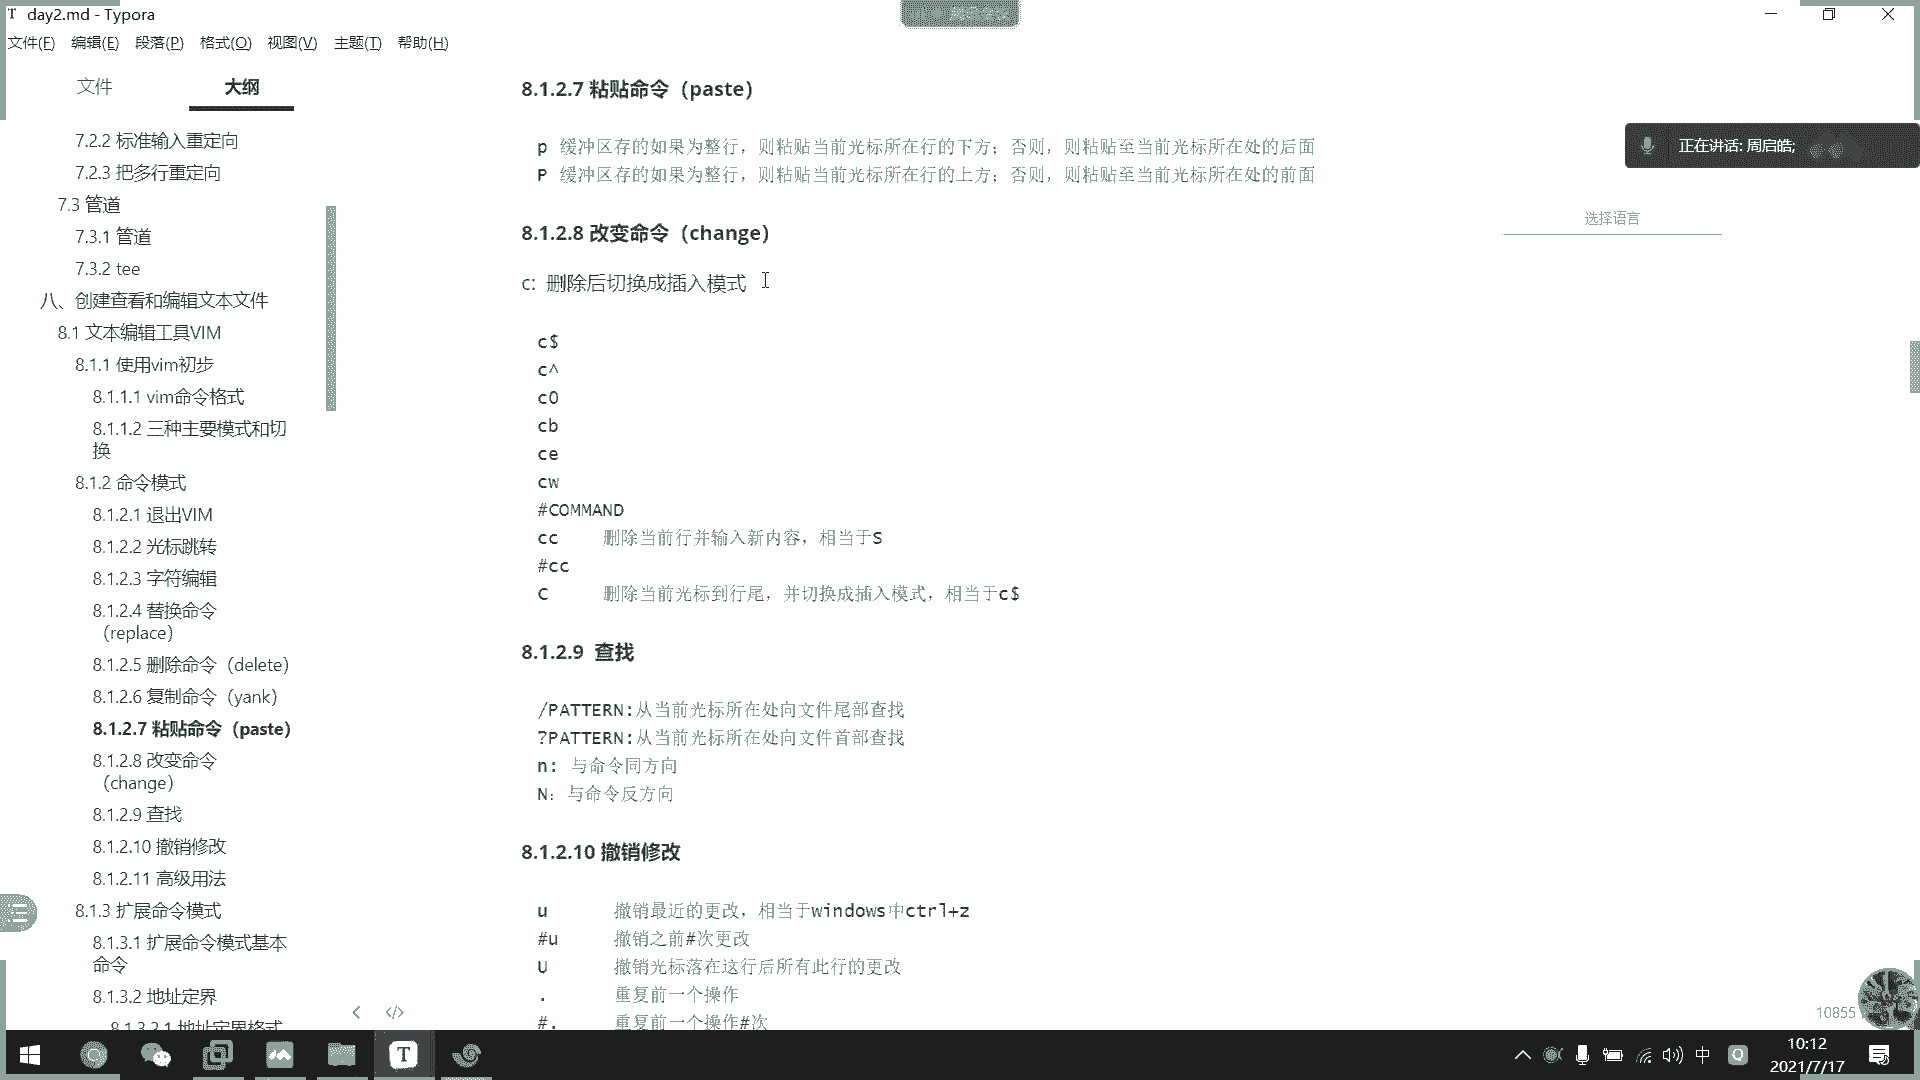 day2.md - Typora
文件(F) 编辑(E) 段落(P) 格式(O) 视图(V) 主题(T) 帮助(H)
文件 大纲
7.2.2 标准输入重定向
7.2.3 把多行重定向
7.3 管道
7.3.1 管道
7.3.2 tee
八、创建查看和编辑文本文件
8.1 文本编辑工具VIM
8.1.1 使用vim初步
8.1.1.1 vim命令格式
8.1.1.2 三种主要模式和切
换
8.1.2 命令模式
8.1.2.1 退出VIM
8.1.2.2 光标跳转
8.1.2.3 字符编辑
8.1.2.4 替换命令
（replace）
8.1.2.5 删除命令（delete）
8.1.2.6 复制命令（yank）
8.1.2.7 粘贴命令（paste）
8.1.2.8 改变命令
（change）
8.1.2.9 查找
8.1.2.10 撤销修改
8.1.2.11 高级用法
8.1.3 扩展命令模式
8.1.3.1 扩展命令模式基本
命令
8.1.3.2 地址定界
8.1.3.2.1 地址定界格式
8.1.2.7 粘贴命令（paste）
p 缓冲区存的如果为整行，则粘贴当前光标所在行的下方；否则，则粘贴至当前光标所在处的后面
P 缓冲区存的如果为整行，则粘贴当前光标所在行的上方；否则，则粘贴至当前光标所在处的前面
8.1.2.8 改变命令（change）
c: 删除后切换成插入模式
c$
c^
c0
cb
ce
cw
#COMMAND
cc 删除当前行并输入新内容，相当于S
#cc
C 删除当前光标到行尾，并切换成插入模式，相当于c$
8.1.2.9 查找
/PATTERN:从当前光标所在处向文件尾部查找
?PATTERN:从当前光标所在处向文件首部查找
n: 与命令同方向
N: 与命令反方向
8.1.2.10 撤销修改
u 撤销最近的更改，相当于windows中ctrl+z
#u 撤销之前#次更改
U 撤销光标落在这行后所有此行的更改
. 重复前一个操作
#. 重复前一个操作#次
正在讲话: 周启皓;
选择语言
10855
中
10:12
2021/7/17